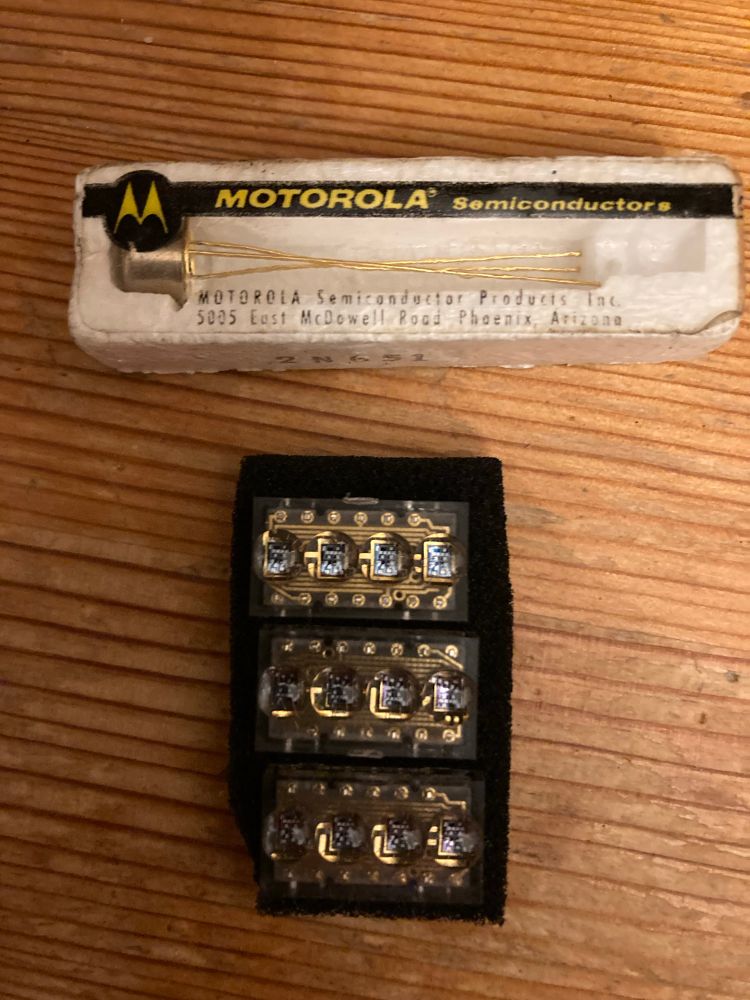 MOTOROLA® Semiconductors
MOTOROLA Semiconductor Products Inc.
5005 East McDowell Road Phoenix, Arizona
2N651